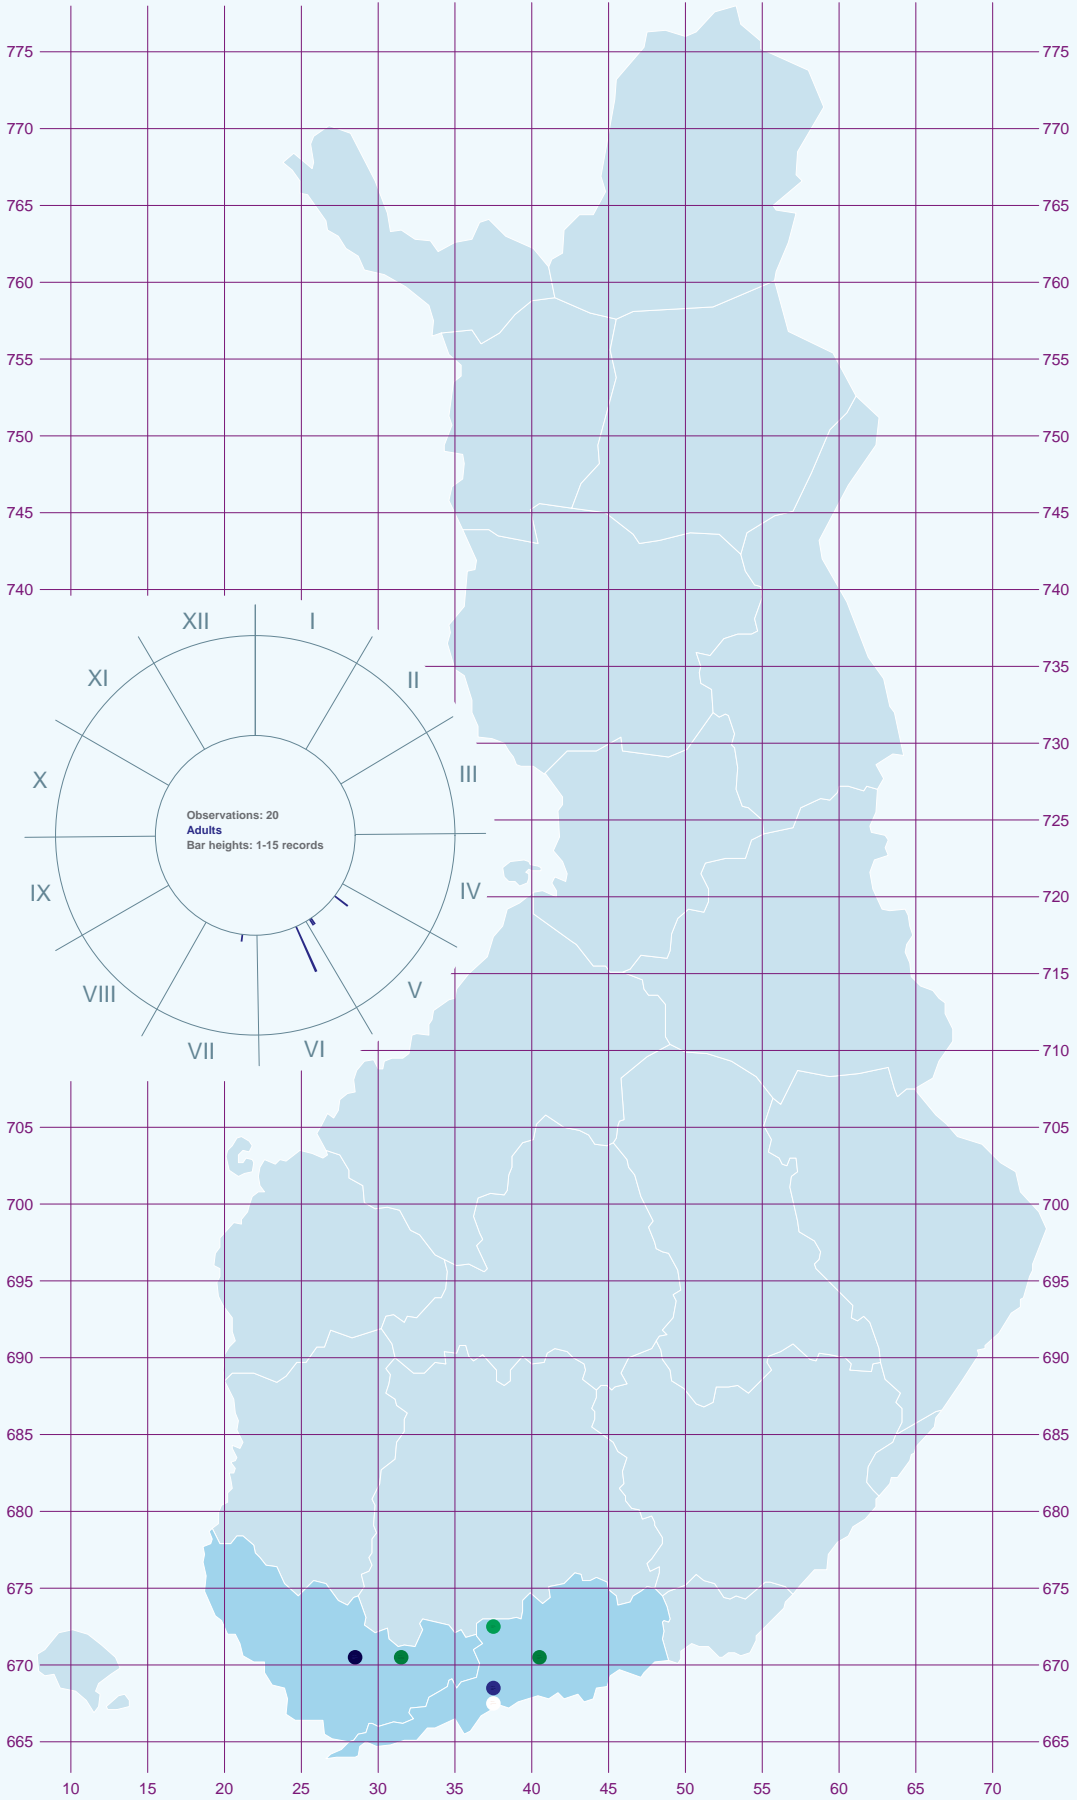 775 775
770 770
765 765
760 760
755 755
750 750
745 745
740 740
XII I
XI II
735
730
X III
Observations: 20
Adults
Bar heights: 1-15 records
725
IX IV
720
VIII V
715
VII VI
710
705 705
700 700
695 695
690 690
685 685
680 680
675 675
670 670
665 665
10 15 20 25 30 35 40 45 50 55 60 65 70